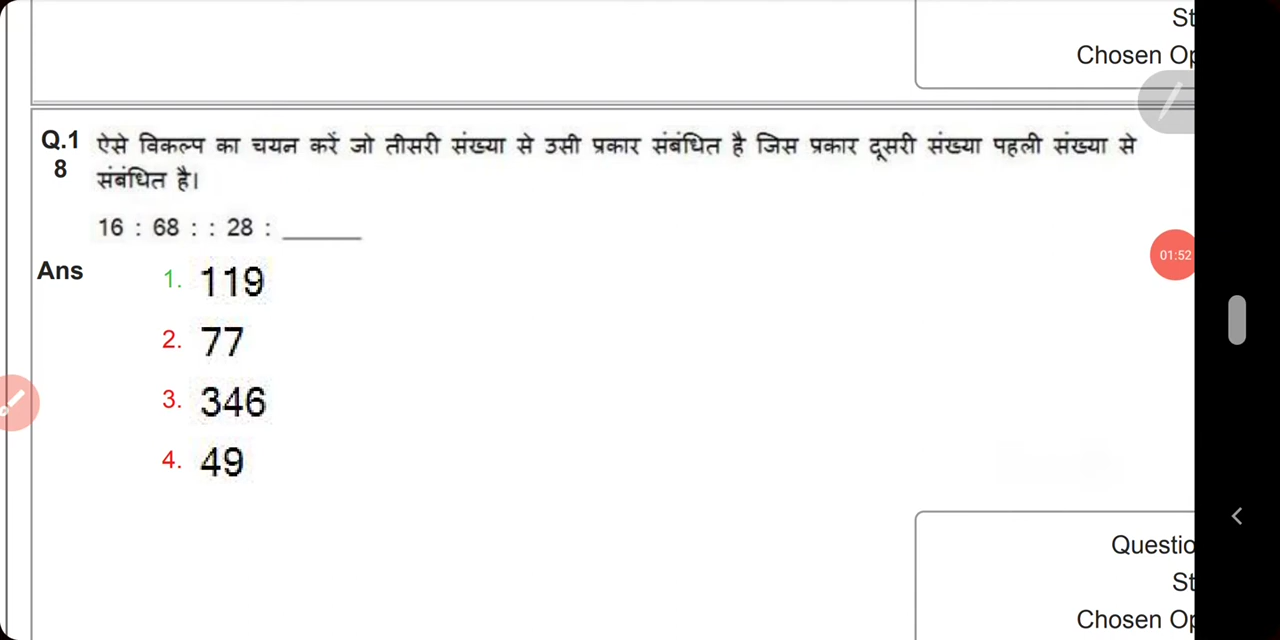 St
Chosen Op
Q.1 ऐसे विकल्प का चयन करें जो तीसरी संख्या से उसी प्रकार संबंधित है जिस प्रकार दूसरी संख्या पहली संख्या से
8 संबंधित है।
16 : 68 : : 28 : ______
Ans 1. 119
01:52
2. 77
3. 346
4. 49
Questio
St
Chosen Op